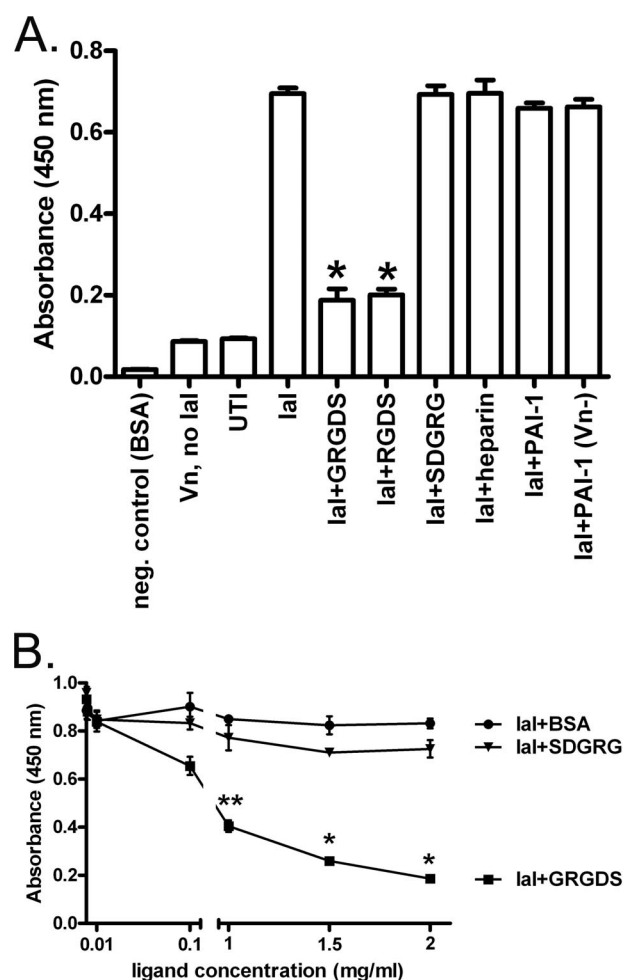 A.
Absorbance (450 nm)
0.8
0.6
0.4
0.2
0.0
* *
neg. control (BSA)
Vn, no IaI
UTI
IaI
IaI+GRGDS
IaI+RGDS
IaI+SDGRG
IaI+heparin
IaI+PAI-1
IaI+PAI-1 (Vn-)
B.
Absorbance (450 nm)
1.0
0.8
0.6
0.4
0.2
0.0
**
*
*
IaI+BSA
IaI+SDGRG
IaI+GRGDS
0.01 0.1 1 1.5 2
ligand concentration (mg/ml)